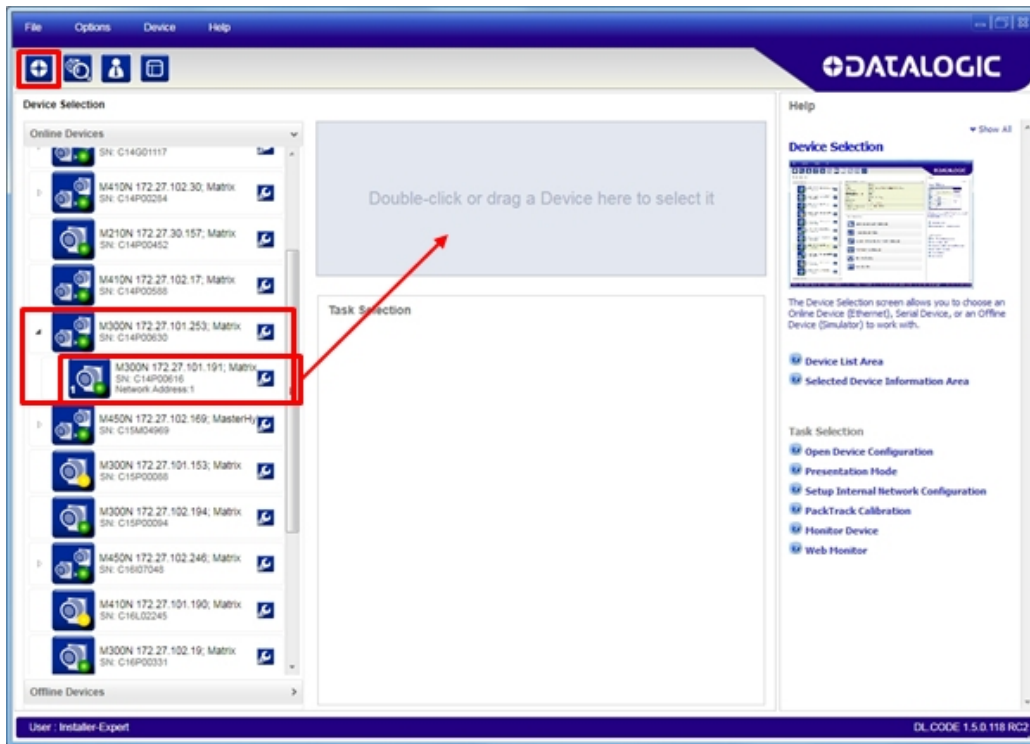 File Options Device Help
DATALOGIC
Device Selection
Online Devices
SN: C14G01117
M410N 172.27.102.30; Matrix
SN: C14P00264
M210N 172.27.30.157; Matrix
SN: C14P00452
M410N 172.27.102.17; Matrix
SN: C14P00588
M300N 172.27.101.253; Matrix
SN: C14P00630
M300N 172.27.101.191; Matrix
SN: C14P00616
Network Address:1
1
M450N 172.27.102.169; MasterHy
SN: C15M04969
M300N 172.27.101.153; Matrix
SN: C15P00088
M300N 172.27.102.194; Matrix
SN: C15P00094
M450N 172.27.102.246; Matrix
SN: C16I07048
M410N 172.27.101.190; Matrix
SN: C16L02245
M300N 172.27.102.19; Matrix
SN: C16P00331
Offline Devices
Double-click or drag a Device here to select it
Task Selection
Help
Show All
Device Selection
The Device Selection screen allows you to choose an
Online Device (Ethernet), Serial Device, or an Offline
Device (Simulator) to work with.
Device List Area
Selected Device Information Area
Task Selection
Open Device Configuration
Presentation Mode
Setup Internal Network Configuration
PackTrack Calibration
Monitor Device
Web Monitor
User : Installer-Expert
DL.CODE 1.5.0.118 RC2